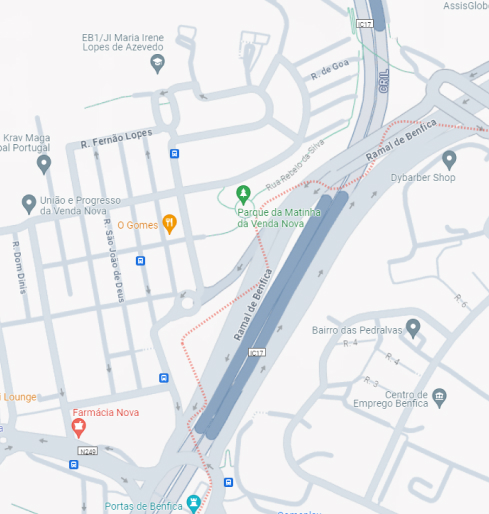 AssisGlob
IC17
EB1/JI Maria Irene
Lopes de Azevedo
R. de Goa
CRIL
R. Fernão Lopes
Ramal de Benfica
Krav Maga
bal Portugal
Rua Rebelo da Silva
Dybarber Shop
União e Progresso
da Venda Nova
Parque da Matinha
da Venda Nova
O Gomes
R. Dom Dinis
R. São João de Deus
Ramal de Benfica
R.-6
Bairro das Pedralvas
R.-4
R.-4
IC17
R.-3
Centro de
Emprego Benfica
Lounge
Farmácia Nova
N249
Portas de Benfica